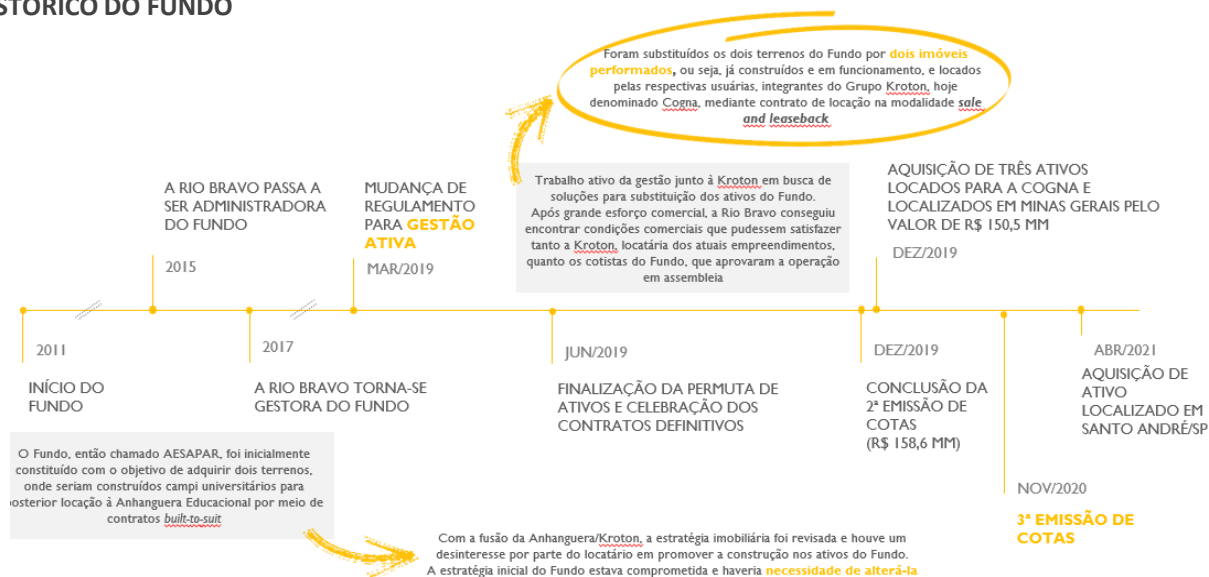 STÓRICO DO FUNDO
Foram substituídos os dois terrenos do Fundo por dois imóveis
performados, ou seja, já construídos e em funcionamento, e locados
pelas respectivas usuárias, integrantes do Grupo Kroton, hoje
denominado Cogna, mediante contrato de locação na modalidade sale
and leaseback
A RIO BRAVO PASSA A
SER ADMINISTRADORA
DO FUNDO
2015
MUDANÇA DE
REGULAMENTO
PARA GESTÃO
ATIVA
MAR/2019
Trabalho ativo da gestão junto à Kroton em busca de
soluções para substituição dos ativos do Fundo.
Após grande esforço comercial, a Rio Bravo conseguiu
encontrar condições comerciais que pudessem satisfazer
tanto a Kroton, locatária dos atuais empreendimentos,
quanto os cotistas do Fundo, que aprovaram a operação
em assembleia
AQUISIÇÃO DE TRÊS ATIVOS
LOCADOS PARA A COGNA E
LOCALIZADOS EM MINAS GERAIS PELO
VALOR DE R$ 150,5 MM
DEZ/2019
2011
INÍCIO DO
FUNDO
2017
A RIO BRAVO TORNA-SE
GESTORA DO FUNDO
JUN/2019
FINALIZAÇÃO DA PERMUTA DE
ATIVOS E CELEBRAÇÃO DOS
CONTRATOS DEFINITIVOS
DEZ/2019
CONCLUSÃO DA
2ª EMISSÃO DE
COTAS
(R$ 158,6 MM)
ABR/2021
AQUISIÇÃO DE
ATIVO
LOCALIZADO EM
SANTO ANDRÉ/SP
NOV/2020
3ª EMISSÃO DE
COTAS
O Fundo, então chamado AESAPAR, foi inicialmente
constituído com o objetivo de adquirir dois terrenos,
onde seriam construídos campi universitários para
posterior locação à Anhanguera Educacional por meio de
contratos built-to-suit
Com a fusão da Anhanguera/Kroton, a estratégia imobiliária foi revisada e houve um
desinteresse por parte do locatário em promover a construção nos ativos do Fundo.
A estratégia inicial do Fundo estava comprometida e haveria necessidade de alterá-la